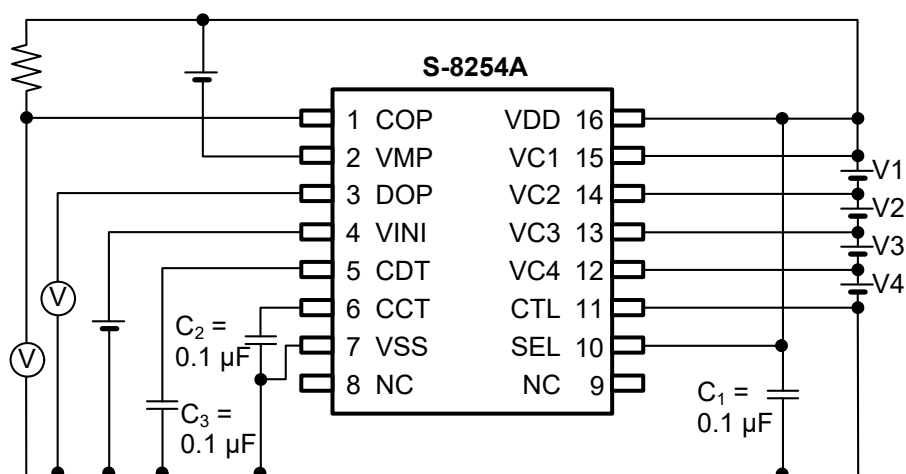 S-8254A
1 COP VDD 16
2 VMP VC1 15
3 DOP VC2 14
4 VINI VC3 13
5 CDT VC4 12
6 CCT CTL 11
7 VSS SEL 10
8 NC NC 9
V1
V2
V3
V4
V
V
C₂ =
0.1 µF
C₃ =
0.1 µF
C₁ =
0.1 µF